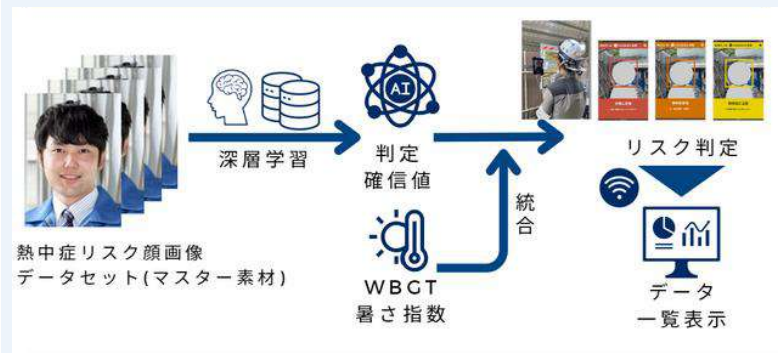 AI
深層学習
判定
確信値
リスク判定
統合
熱中症リスク顔画像
データセット(マスター素材)
WBGT
暑さ指数
データ
一覧表示